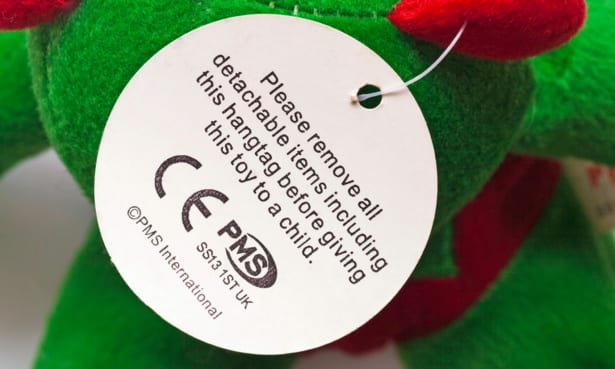 Please remove all
detachable items including
this hangtag before giving
this toy to a child.
CE
PMS
SS13 1ST UK
©PMS International